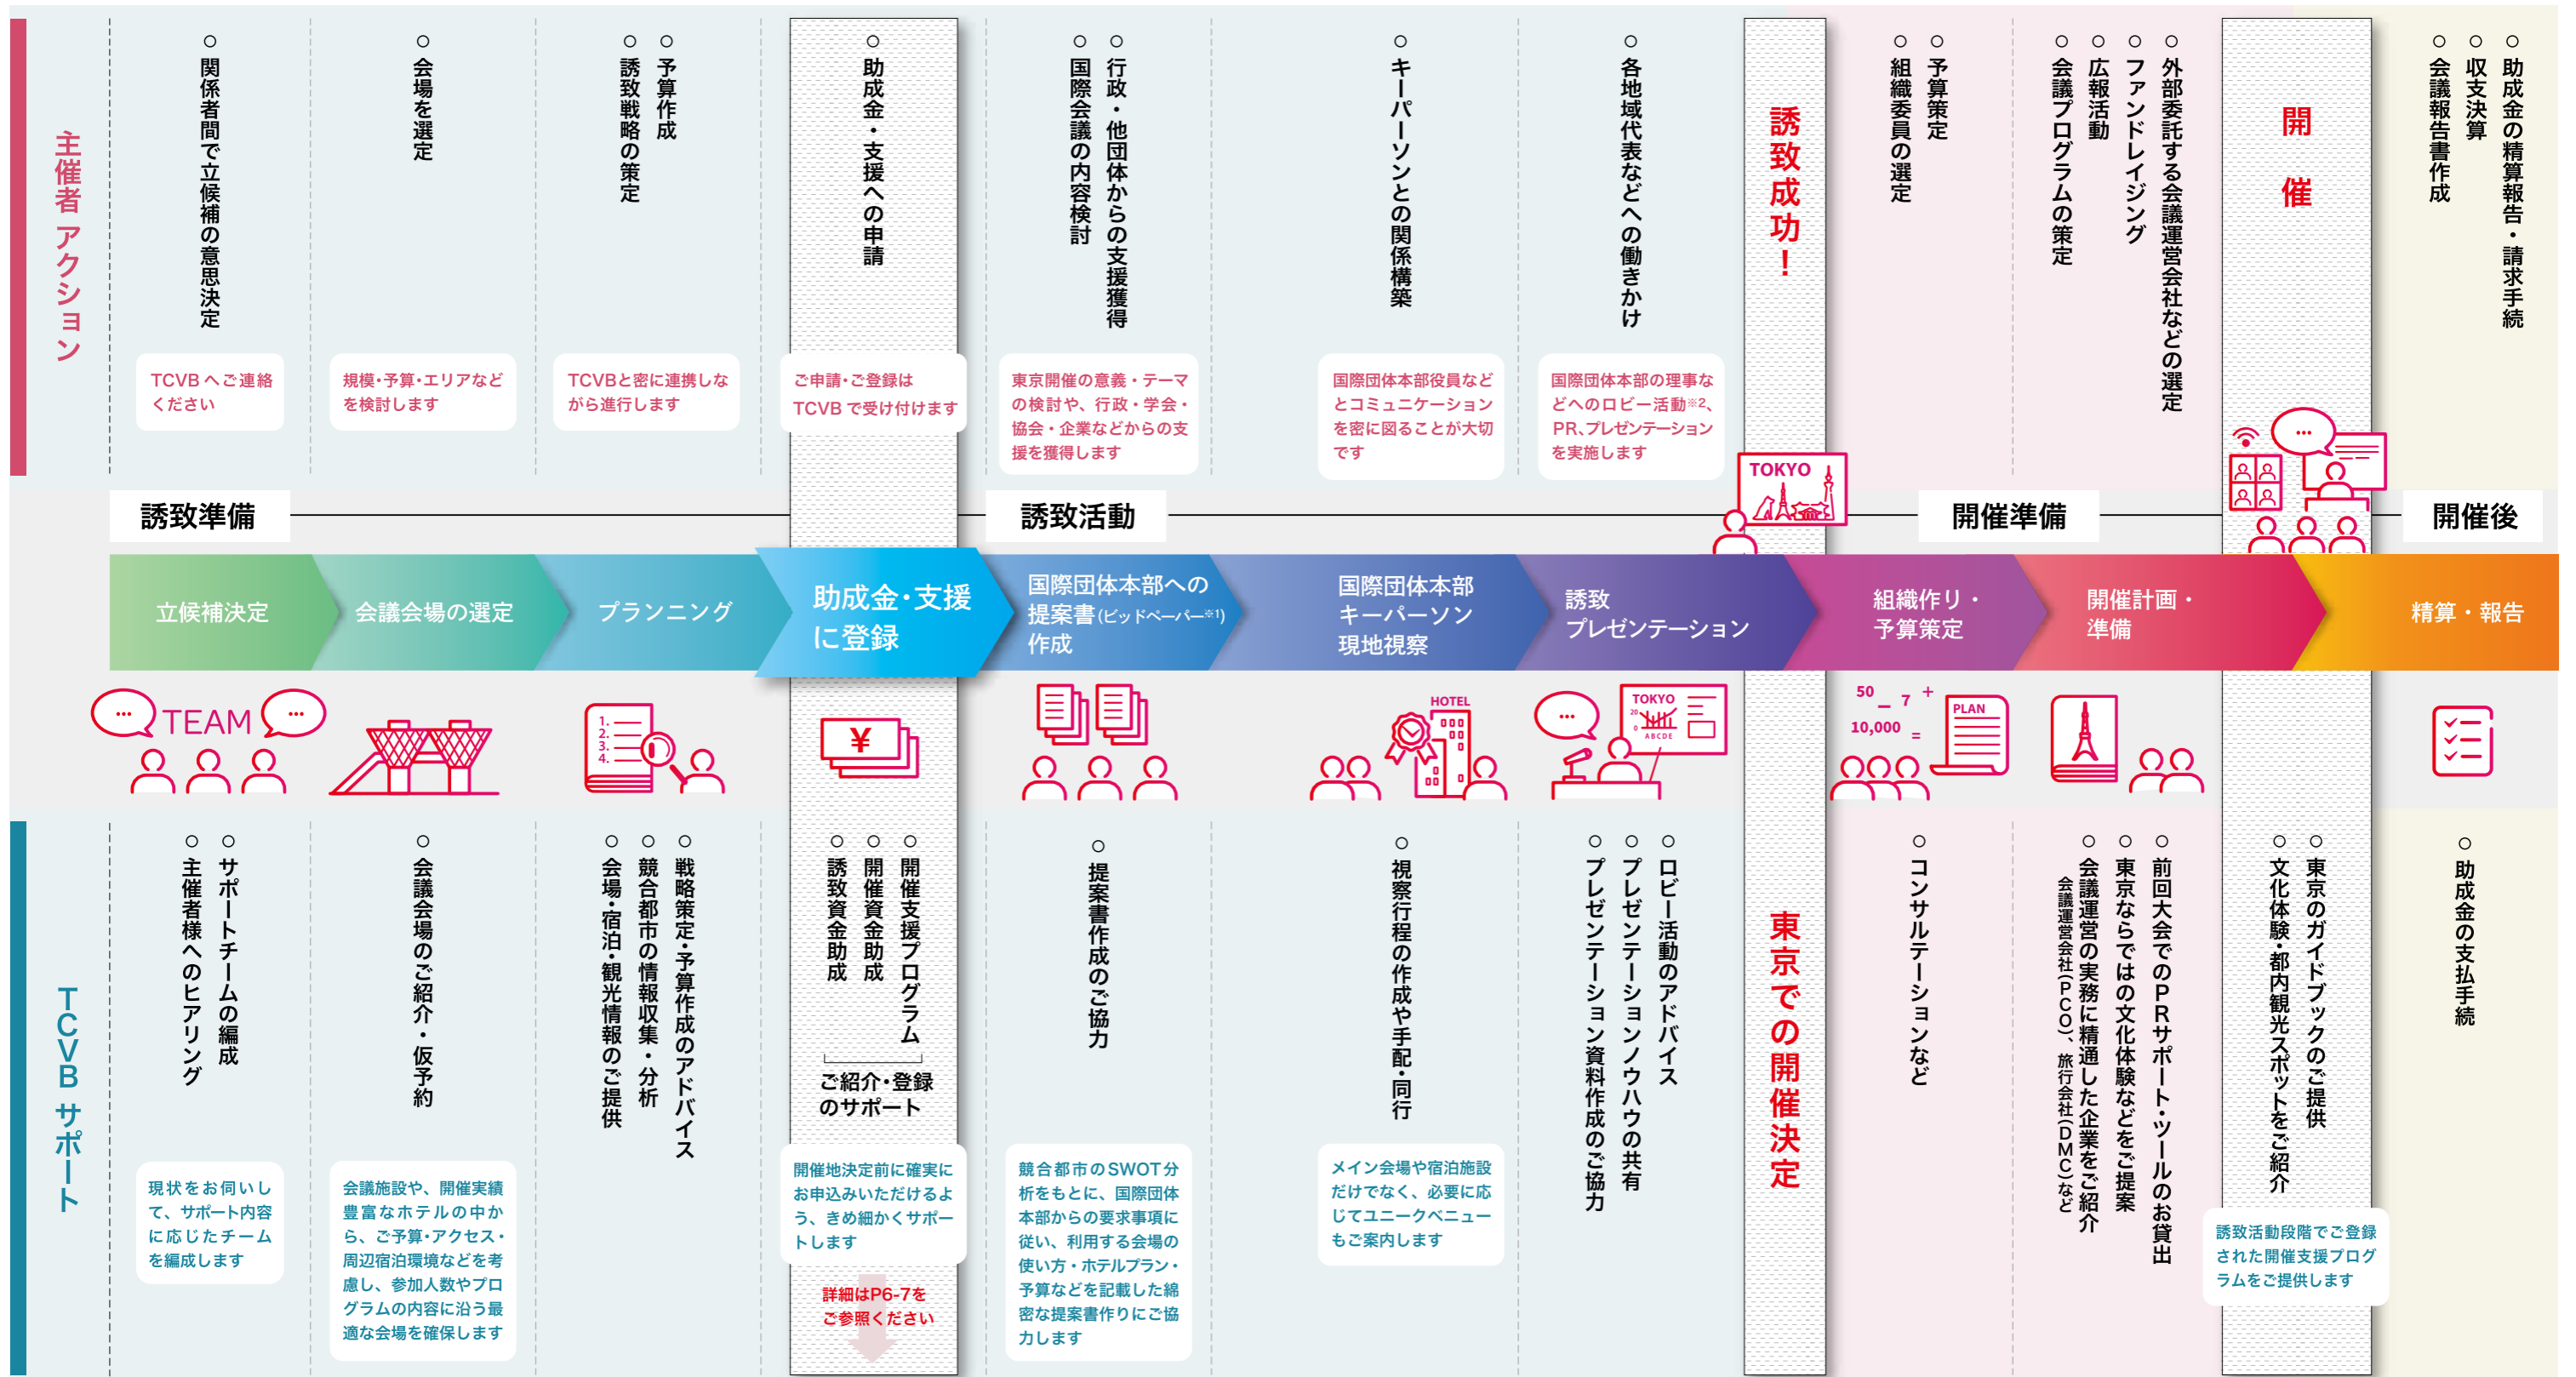 主催者 アクション
○ 関係者間で立候補の意思決定
TCVB へご連絡
ください
○ 会場を選定
規模・予算・エリアなど
を検討します
○ 予算作成
○ 誘致戦略の策定
TCVBと密に連携しな
がら進行します
○ 助成金・支援への申請
ご申請・ご登録は
TCVB で受け付けます
○ 行政・他団体からの支援獲得
○ 国際会議の内容検討
東京開催の意義・テーマ
の検討や、行政・学会・
協会・企業などからの支
援を獲得します
○ キーパーソンとの関係構築
国際団体本部役員など
とコミュニケーション
を密に図ることが大切
です
○ 各地域代表などへの働きかけ
国際団体本部の理事な
どへのロビー活動※2、
PR、プレゼンテーション
を実施します
誘致成功！
○ 予算策定
○ 組織委員の選定
○ 外部委託する会議運営会社などの選定
○ ファンドレイジング
○ 広報活動
○ 会議プログラムの策定
開催
○ 助成金の精算報告・請求手続
○ 収支決算
○ 会議報告書作成
誘致準備
誘致活動
TOKYO
開催準備
開催後
立候補決定
会議会場の選定
プランニング
助成金・支援
に登録
国際団体本部への
提案書(ビッドペーパー※1)
作成
国際団体本部
キーパーソン
現地視察
誘致
プレゼンテーション
組織作り・
予算策定
開催計画・
準備
精算・報告
TEAM
1.
2.
3.
4.
¥
HOTEL
TOKYO
20
0
A B C D E
50
− 7 +
10,000 =
PLAN
TCVB サポート
○ サポートチームの編成
○ 主催者様へのヒアリング
現状をお伺いし
て、サポート内容
に応じたチーム
を編成します
○ 会議会場のご紹介・仮予約
会議施設や、開催実績
豊富なホテルの中か
ら、ご予算・アクセス・
周辺宿泊環境などを考
慮し、参加人数やプロ
グラムの内容に沿う最
適な会場を確保します
○ 戦略策定・予算作成のアドバイス
○ 競合都市の情報収集・分析
○ 会場・宿泊・観光情報のご提供
○ 開催支援プログラム
○ 開催資金助成
○ 誘致資金助成
ご紹介・登録
のサポート
開催地決定前に確実に
お申込みいただけるよ
う、きめ細かくサポー
トします
詳細はP6-7を
ご参照ください
○ 提案書作成のご協力
競合都市のSWOT分
析をもとに、国際団体
本部からの要求事項に
従い、利用する会場の
使い方・ホテルプラン・
予算などを記載した綿
密な提案書作りにご協
力します
○ 視察行程の作成や手配・同行
メイン会場や宿泊施設
だけでなく、必要に応
じてユニークベニュー
もご案内します
○ ロビー活動のアドバイス
○ プレゼンテーションノウハウの共有
○ プレゼンテーション資料作成のご協力
東京での開催決定
○ コンサルテーションなど
○ 前回大会でのPRサポート・ツールのお貸出
○ 東京ならではの文化体験などをご提案
○ 会議運営の実務に精通した企業をご紹介
会議運営会社(PCO)、旅行会社(DMC)など
○ 東京のガイドブックのご提供
○ 文化体験・都内観光スポットをご紹介
誘致活動段階でご登録
された開催支援プログ
ラムをご提供します
○ 助成金の支払手続